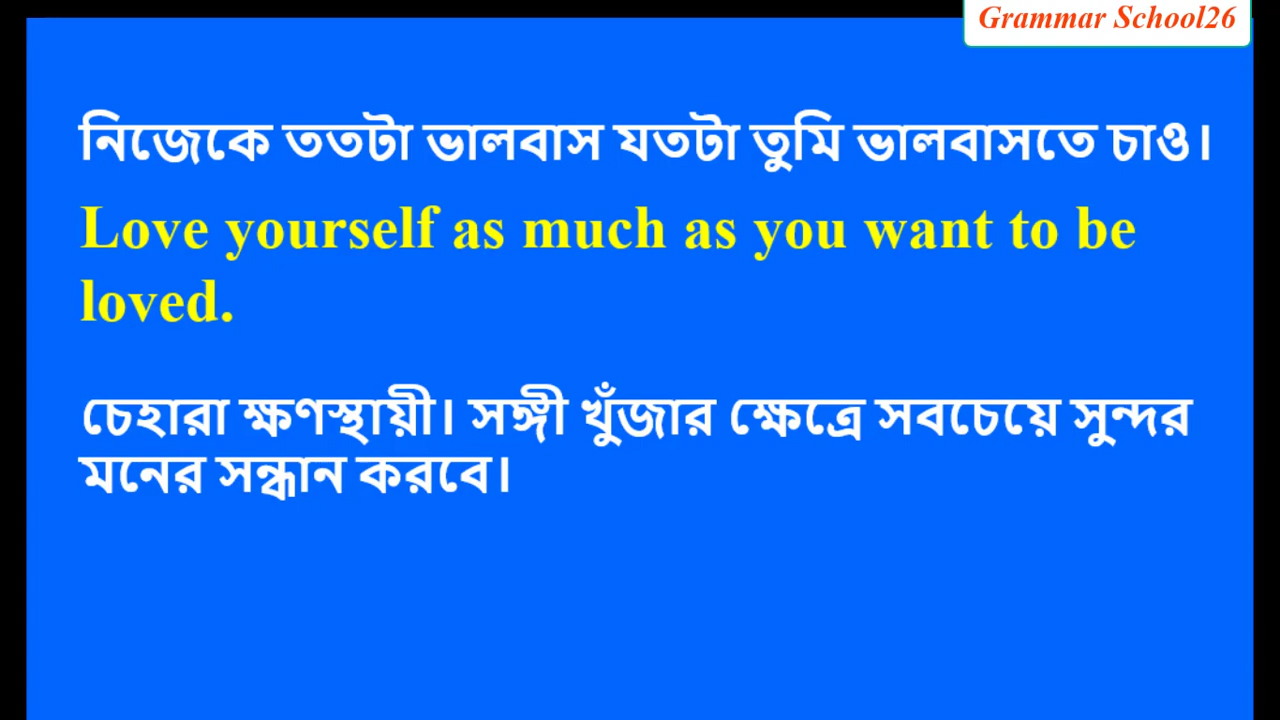 Grammar School26
নিজেকে ততটা ভালবাস যতটা তুমি ভালবাসতে চাও।
Love yourself as much as you want to be
loved.
চেহারা ক্ষণস্থায়ী। সঙ্গী খুঁজার ক্ষেত্রে সবচেয়ে সুন্দর
মনের সন্ধান করবে।